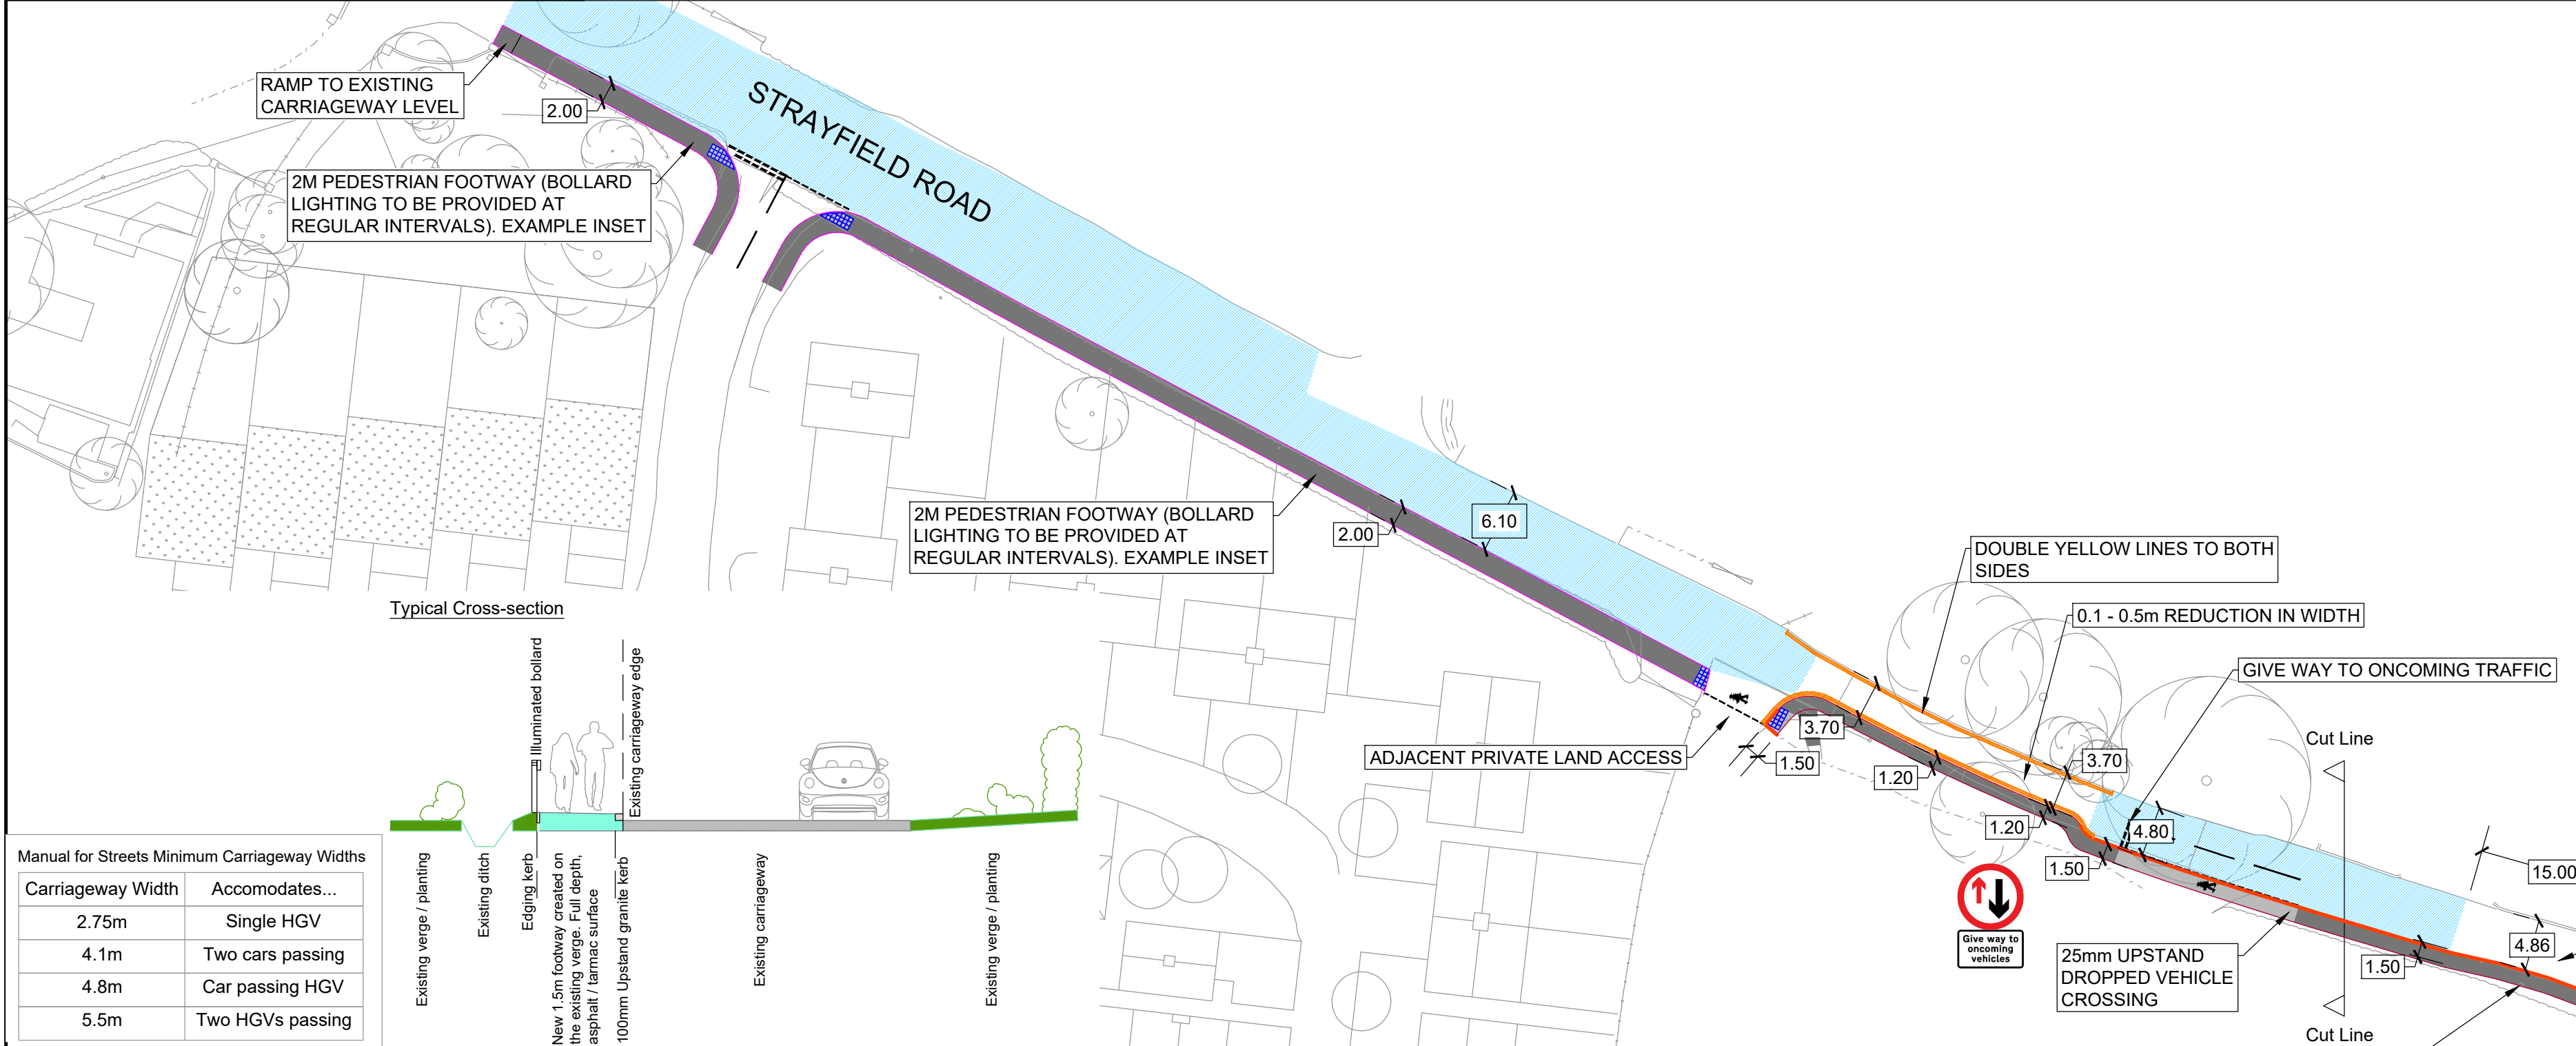 RAMP TO EXISTING
CARRIAGEWAY LEVEL
2.00
STRAYFIELD ROAD
2M PEDESTRIAN FOOTWAY (BOLLARD
LIGHTING TO BE PROVIDED AT
REGULAR INTERVALS). EXAMPLE INSET
2M PEDESTRIAN FOOTWAY (BOLLARD
LIGHTING TO BE PROVIDED AT
REGULAR INTERVALS). EXAMPLE INSET
2.00
6.10
DOUBLE YELLOW LINES TO BOTH
SIDES
0.1 - 0.5m REDUCTION IN WIDTH
GIVE WAY TO ONCOMING TRAFFIC
ADJACENT PRIVATE LAND ACCESS
3.70
1.50
1.20
3.70
1.20
4.80
1.50
Cut Line
15.00
4.86
1.50
Give way to
oncoming
vehicles
25mm UPSTAND
DROPPED VEHICLE
CROSSING
Cut Line
Typical Cross-section
Illuminated bollard
Existing carriageway edge
Existing verge / planting
Existing ditch
Edging kerb
New 1.5m footway created on
the existing verge. Full depth,
asphalt / tarmac surface
100mm Upstand granite kerb
Existing carriageway
Existing verge / planting
Manual for Streets Minimum Carriageway Widths
Carriageway Width Accomodates...
2.75m Single HGV
4.1m Two cars passing
4.8m Car passing HGV
5.5m Two HGVs passing